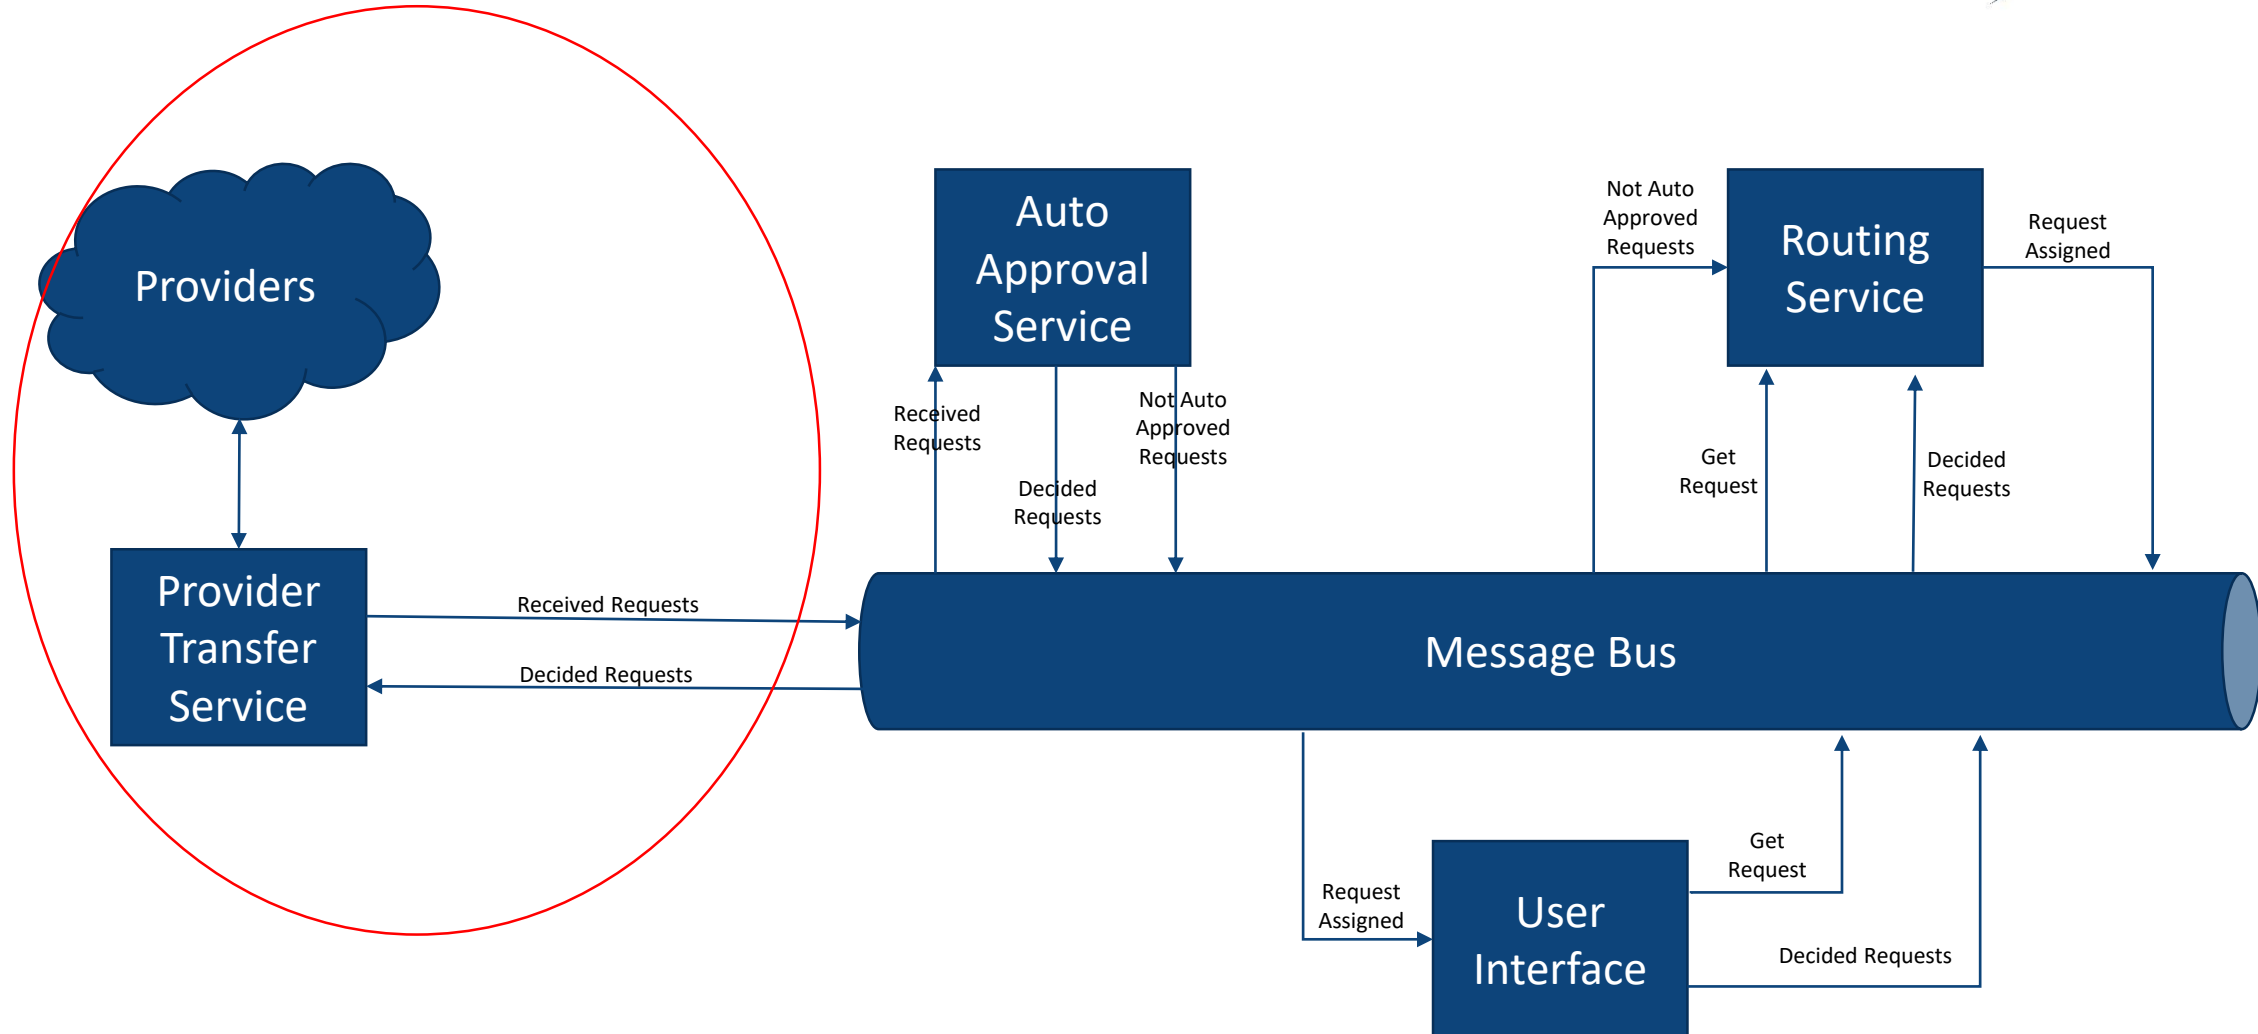 Providers
Provider
Transfer
Service
Received Requests
Decided Requests
Auto
Approval
Service
Received
Requests
Decided
Requests
Not Auto
Approved
Requests
Not Auto
Approved
Requests
Routing
Service
Request
Assigned
Get
Request
Decided
Requests
Message Bus
Request
Assigned
User
Interface
Get
Request
Decided Requests